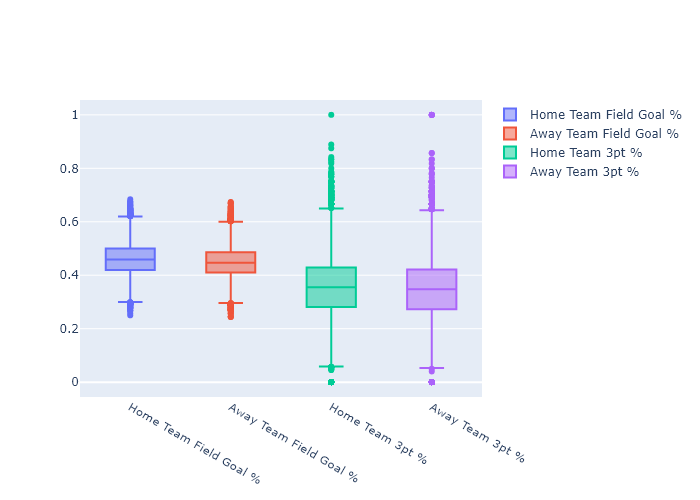 1
0.8
0.6
0.4
0.2
0
Home Team Field Goal %
Away Team Field Goal %
Home Team 3pt %
Away Team 3pt %
Home Team Field Goal %
Away Team Field Goal %
Home Team 3pt %
Away Team 3pt %